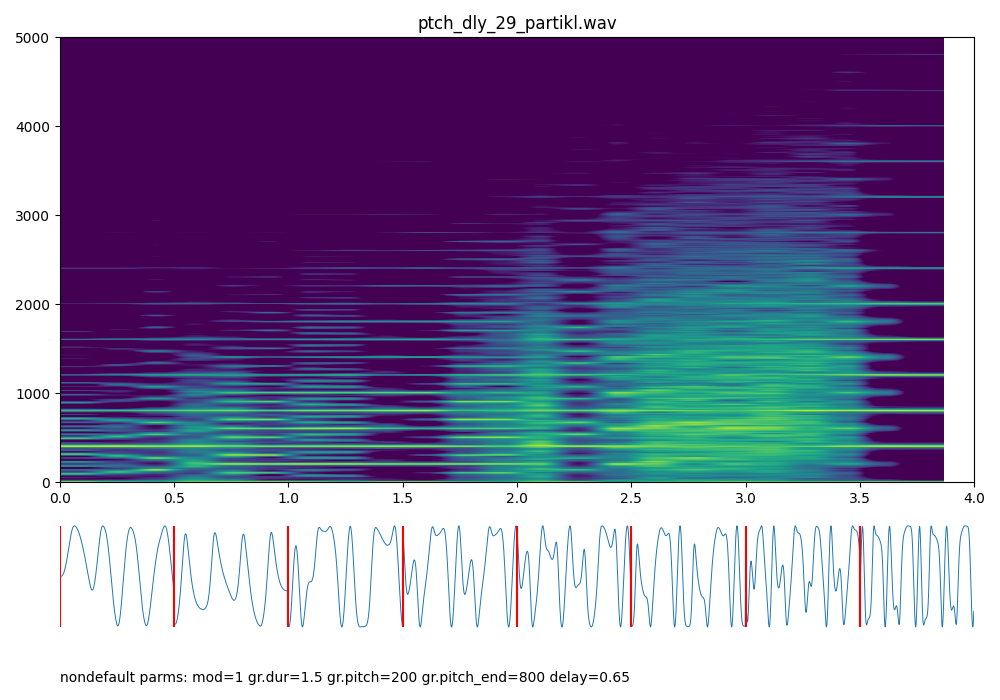 ptch_dly_29_partikl.wav
5000
4000
3000
2000
1000
0
0.0 0.5 1.0 1.5 2.0 2.5 3.0 3.5 4.0
nondefault parms: mod=1 gr.dur=1.5 gr.pitch=200 gr.pitch_end=800 delay=0.65